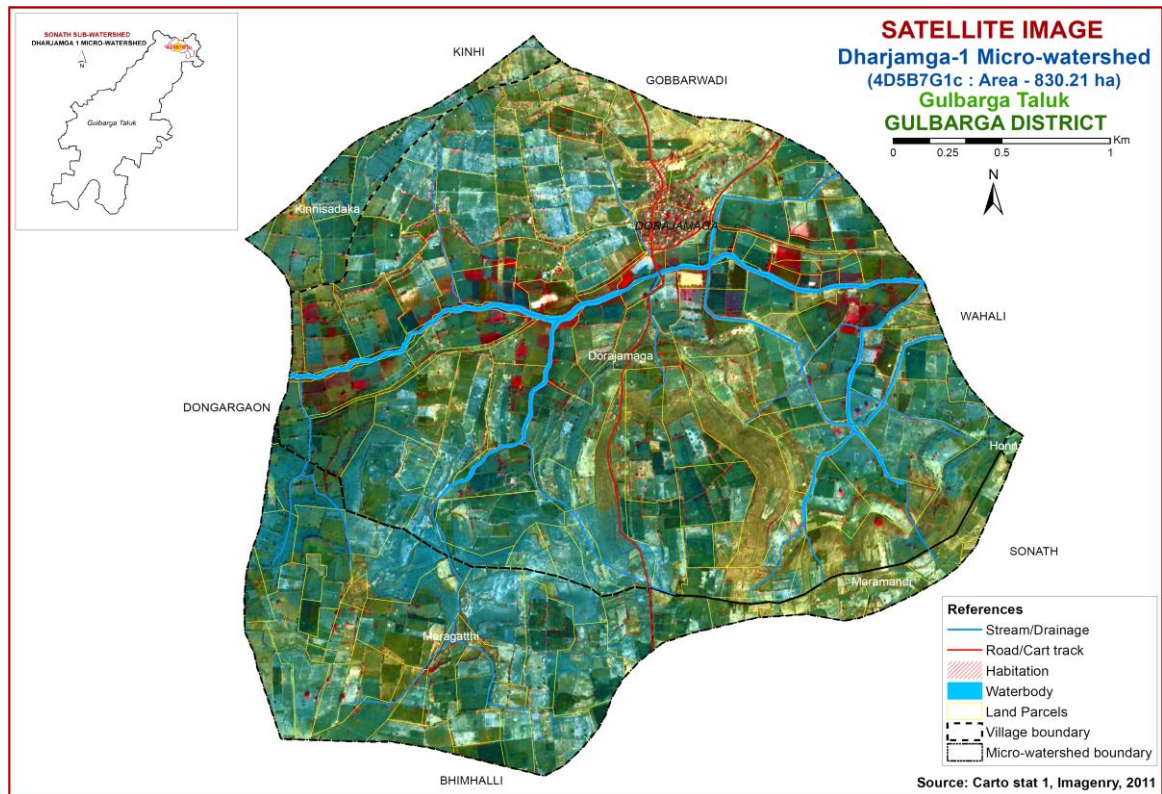 SONATH SUB-WATERSHED
DHARJAMGA 1 MICRO-WATERSHED
N
Gulbarga Taluk
SATELLITE IMAGE
Dharjamga-1 Micro-watershed
(4D5B7G1c : Area - 830.21 ha)
Gulbarga Taluk
GULBARGA DISTRICT
0 0.25 0.5 1 Km
N
KINHI
GOBBARWADI
Kinnisadaka
DORAJAMAGA
WAHALI
Dorajamaga
DONGARGAON
Honna
SONATH
Maramandi
Maragatthi
BHIMHALLI
References
Stream/Drainage
Road/Cart track
Habitation
Waterbody
Land Parcels
Village boundary
Micro-watershed boundary
Source: Carto stat 1, Imagenry, 2011